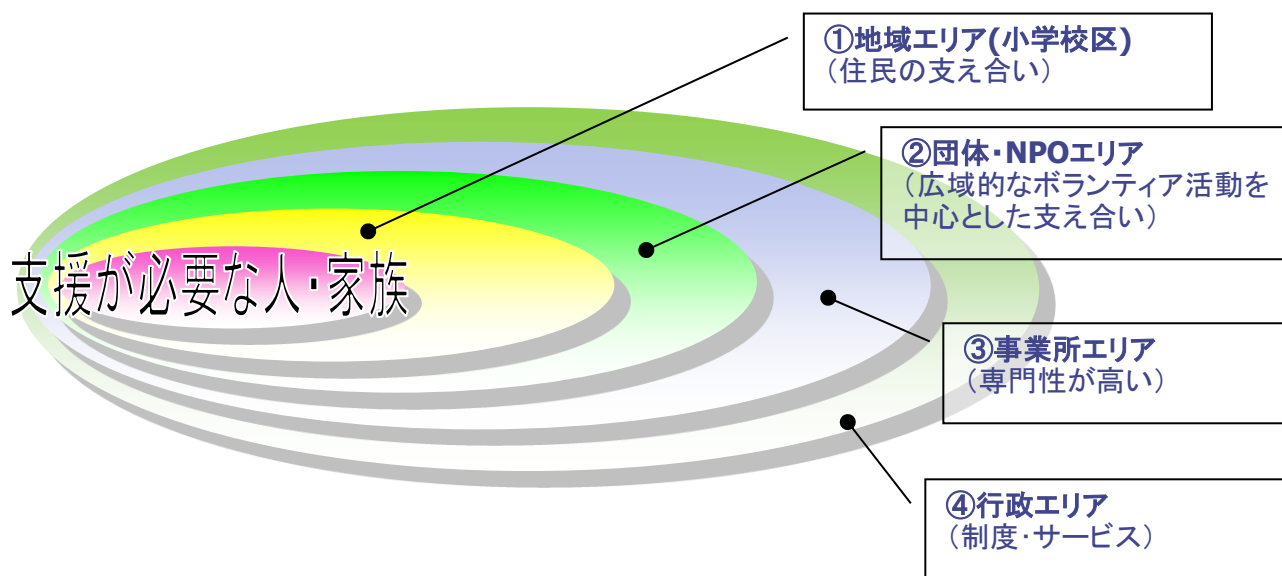 ①地域エリア(小学校区)
（住民の支え合い）
②団体・NPOエリア
（広域的なボランティア活動を
中心とした支え合い）
支援が必要な人・家族
③事業所エリア
（専門性が高い）
④行政エリア
（制度・サービス）